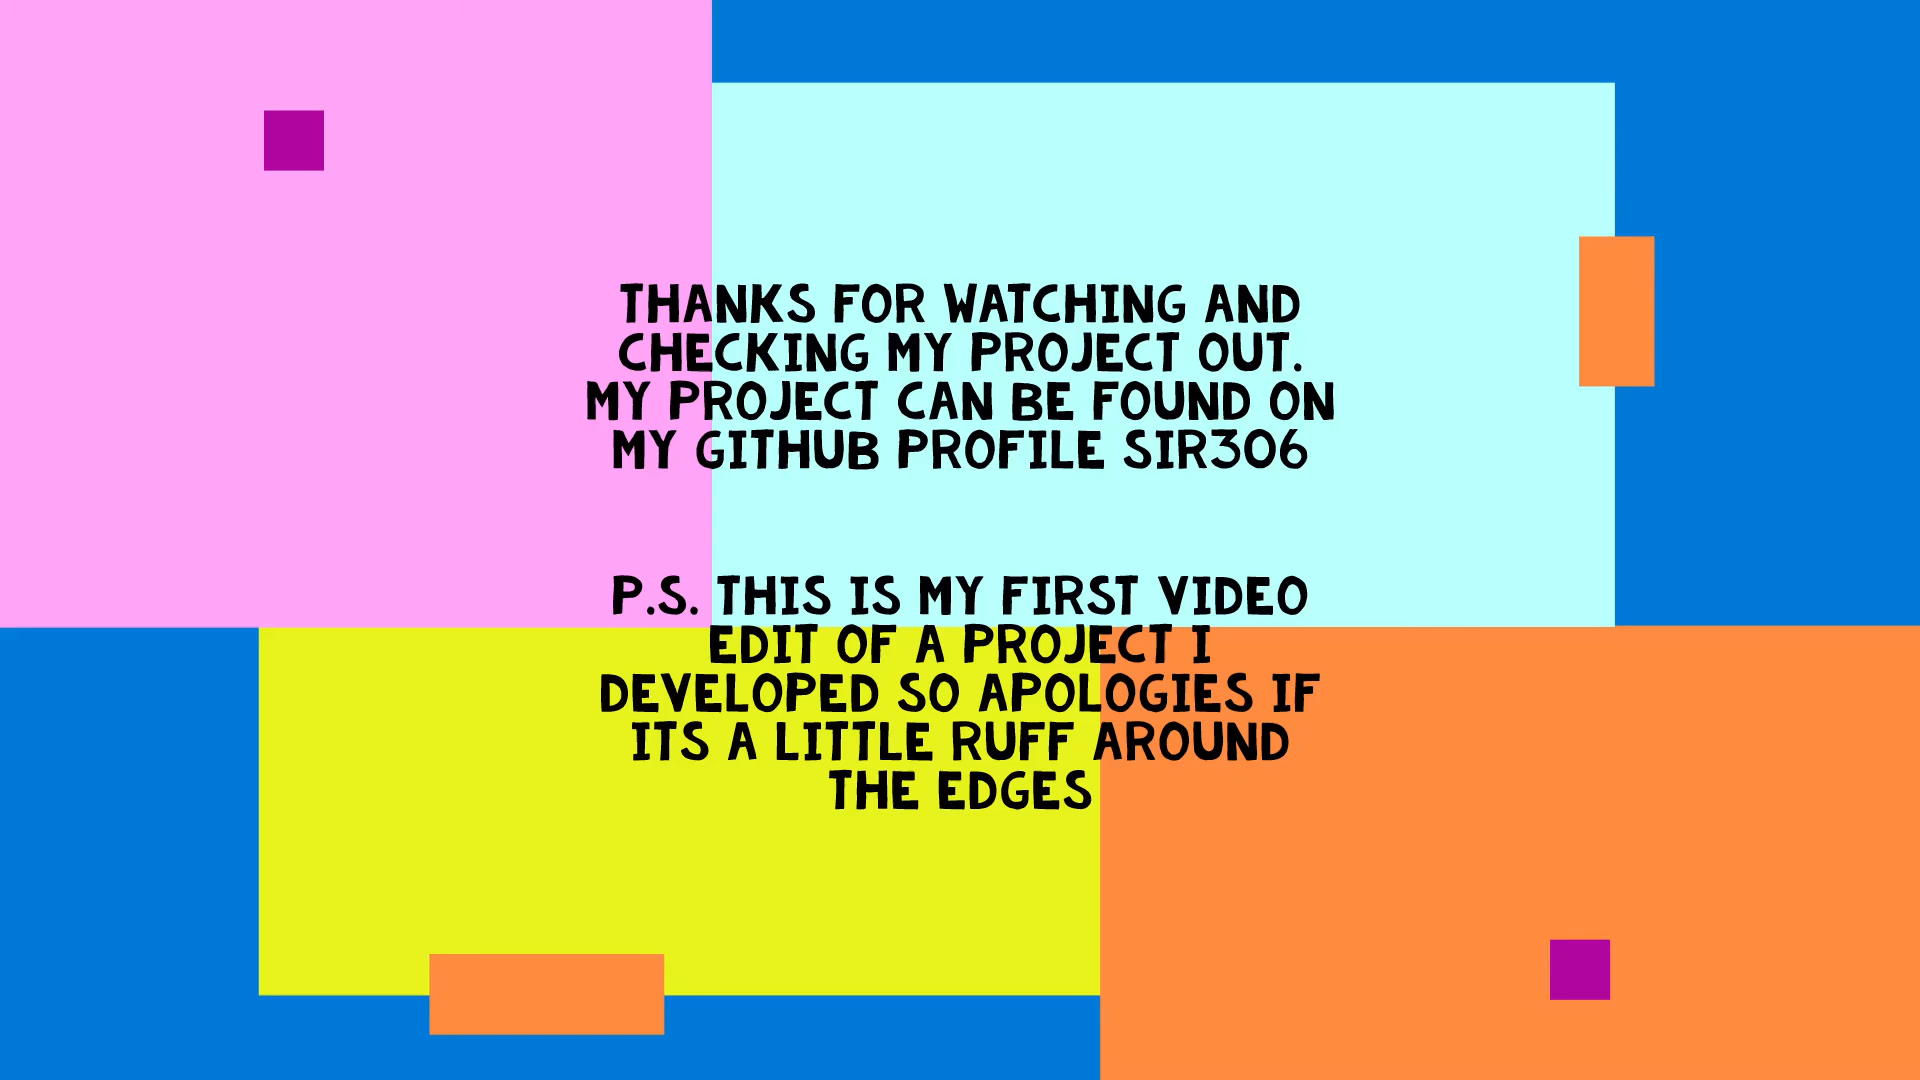 THANKS FOR WATCHING AND
CHECKING MY PROJECT OUT.
MY PROJECT CAN BE FOUND ON
MY GITHUB PROFILE SIR306
P.S. THIS IS MY FIRST VIDEO
EDIT OF A PROJECT I
DEVELOPED SO APOLOGIES IF
ITS A LITTLE RUFF AROUND
THE EDGES